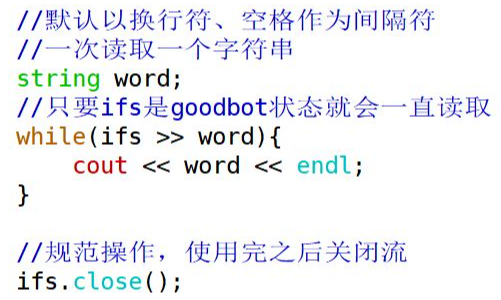 //默认以换行符、空格作为间隔符
//一次读取一个字符串
string word;
//只要ifs是goodbot状态就会一直读取
while(ifs >> word){
    cout << word << endl;
}

//规范操作，使用完之后关闭流
ifs.close();